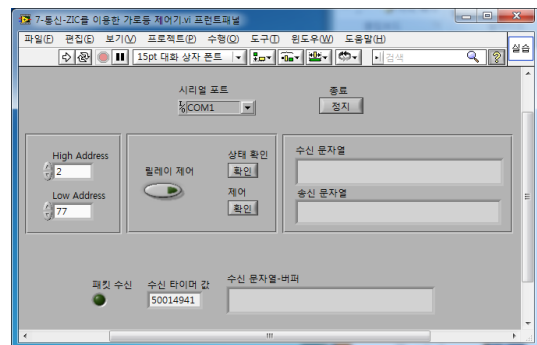 7-통신-ZIC를 이용한 가로등 제어기.vi 프런트패널
파일(F) 편집(E) 보기(V) 프로젝트(P) 수행(O) 도구(T) 윈도우(W) 도움말(H)
15pt 대화 상자 폰트 검색 실습
시리얼 포트 종료
COM1 정지
High Address
2
Low Address
77
릴레이 제어
상태 확인
확인
제어
확인
수신 문자열
송신 문자열
패킷 수신 수신 타이머 값 수신 문자열-버퍼
50014941